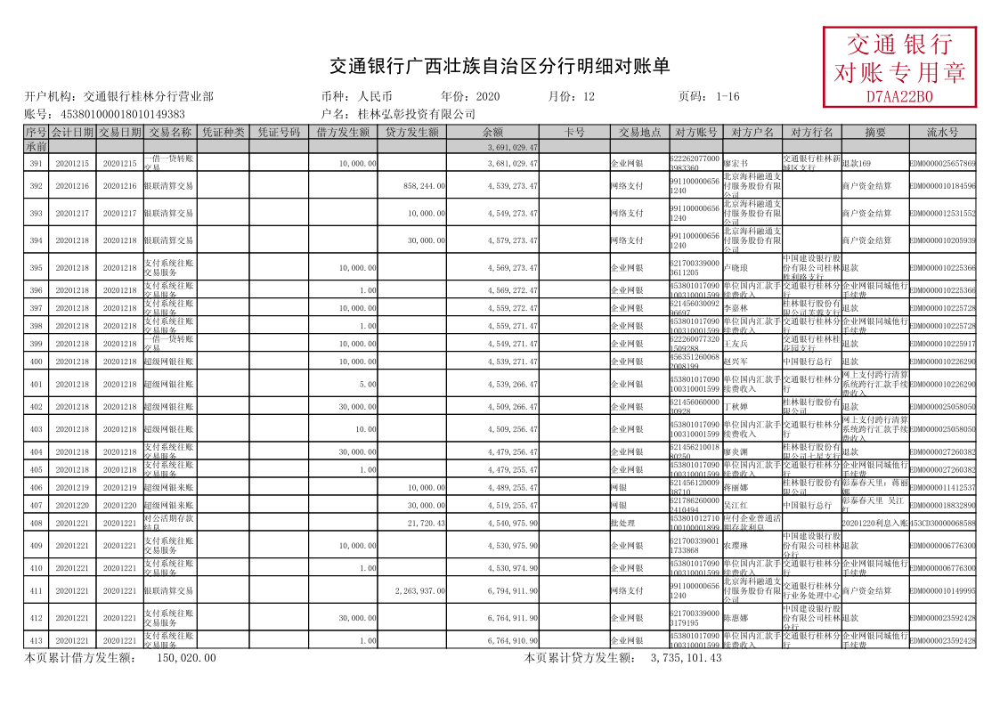 交通银行
对账专用章
D7AA22B0
交通银行广西壮族自治区分行明细对账单
开户机构：交通银行桂林分行营业部 币种：人民币 年份：2020 月份：12 页码：1-16
账号：453801000018010149383 户名：桂林弘彰投资有限公司
序号 会计日期 交易日期 交易名称 凭证种类 凭证号码 借方发生额 贷方发生额 余额 卡号 交易地点 对方账号 对方户名 对方行名 摘要 流水号
承前 3,691,029.47
391 20201215 20201215 一借一贷转账交易 10,000.00 3,681,029.47 企业网银 6222620770003983360 廖宏书 交通银行桂林新城区支行 退款169 EDM0000025657869
392 20201216 20201216 银联清算交易 858,244.00 4,539,273.47 网络支付 9911000006561240 北京海科融通支付服务股份有限公司 商户资金结算 EDM0000010184596
393 20201217 20201217 银联清算交易 10,000.00 4,549,273.47 网络支付 9911000006561240 北京海科融通支付服务股份有限公司 商户资金结算 EDM0000012531552
394 20201218 20201218 银联清算交易 30,000.00 4,579,273.47 网络支付 9911000006561240 北京海科融通支付服务股份有限公司 商户资金结算 EDM0000010205939
395 20201218 20201218 支付系统往账交易服务 10,000.00 4,569,273.47 企业网银 6217003390003611205 卢晓琅 中国建设银行股份有限公司桂林胜利路支行 退款 EDM0000010225366
396 20201218 20201218 支付系统往账交易服务 1.00 4,569,272.47 企业网银 453801017090100310001599 单位国内汇款手续费收入 交通银行桂林分行 企业网银同城他行手续费 EDM0000010225366
397 20201218 20201218 支付系统往账交易服务 10,000.00 4,559,272.47 企业网银 62145603009296697 李嘉林 桂林银行股份有限公司芙蓉支行 退款 EDM0000010225728
398 20201218 20201218 支付系统往账交易服务 1.00 4,559,271.47 企业网银 453801017090100310001599 单位国内汇款手续费收入 交通银行桂林分行 企业网银同城他行手续费 EDM0000010225728
399 20201218 20201218 一借一贷转账交易 10,000.00 4,549,271.47 企业网银 6222600773201509288 王友兵 交通银行桂林桂花园支行 退款 EDM0000010225917
400 20201218 20201218 超级网银往账 10,000.00 4,539,271.47 企业网银 4563512600682008199 赵兴军 中国银行总行 退款 EDM0000010226290
401 20201218 20201218 超级网银往账 5.00 4,539,266.47 企业网银 453801017090100310001599 单位国内汇款手续费收入 交通银行桂林分行 网上支付跨行清算系统跨行汇款手续费收入 EDM0000010226290
402 20201218 20201218 超级网银往账 30,000.00 4,509,266.47 企业网银 62145606000030928 丁秋婵 桂林银行股份有限公司 退款 EDM0000025058050
403 20201218 20201218 超级网银往账 10.00 4,509,256.47 企业网银 453801017090100310001599 单位国内汇款手续费收入 交通银行桂林分行 网上支付跨行清算系统跨行汇款手续费收入 EDM0000025058050
404 20201218 20201218 支付系统往账交易服务 30,000.00 4,479,256.47 企业网银 62145621001880250 廖炎渊 桂林银行股份有限公司七星支行 退款 EDM0000027260382
405 20201218 20201218 支付系统往账交易服务 1.00 4,479,255.47 企业网银 453801017090100310001599 单位国内汇款手续费收入 交通银行桂林分行 企业网银同城他行手续费 EDM0000027260382
406 20201219 20201219 超级网银来账 10,000.00 4,489,255.47 网银 62145612000938710 蒋丽娜 桂林银行股份有限公司 彰泰春天里；蒋丽娜 EDM0000011412537
407 20201220 20201220 超级网银来账 30,000.00 4,519,255.47 网银 6217862600002410494 吴江红 中国银行总行 彰泰春天里 吴江红 EDM0000018832890
408 20201221 20201221 对公活期存款结息 21,720.43 4,540,975.90 批处理 453801012710100100001899 应付企业普通活期存款利息 20201220利息入账 453CD30000068588
409 20201221 20201221 支付系统往账交易服务 10,000.00 4,530,975.90 企业网银 6217003390011733868 农璎琳 中国建设银行股份有限公司桂林分行 退款 EDM0000006776300
410 20201221 20201221 支付系统往账交易服务 1.00 4,530,974.90 企业网银 453801017090100310001599 单位国内汇款手续费收入 交通银行桂林分行 企业网银同城他行手续费 EDM0000006776300
411 20201221 20201221 银联清算交易 2,263,937.00 6,794,911.90 网络支付 9911000006561240 北京海科融通支付服务股份有限公司 交通银行桂林分行业务处理中心 商户资金结算 EDM0000010149995
412 20201221 20201221 支付系统往账交易服务 30,000.00 6,764,911.90 企业网银 6217003390003179195 陈惠娜 中国建设银行股份有限公司桂林分行 退款 EDM0000023592428
413 20201221 20201221 支付系统往账交易服务 1.00 6,764,910.90 企业网银 453801017090100310001599 单位国内汇款手续费收入 交通银行桂林分行 企业网银同城他行手续费 EDM0000023592428
本页累计借方发生额： 150,020.00 本页累计贷方发生额： 3,735,101.43